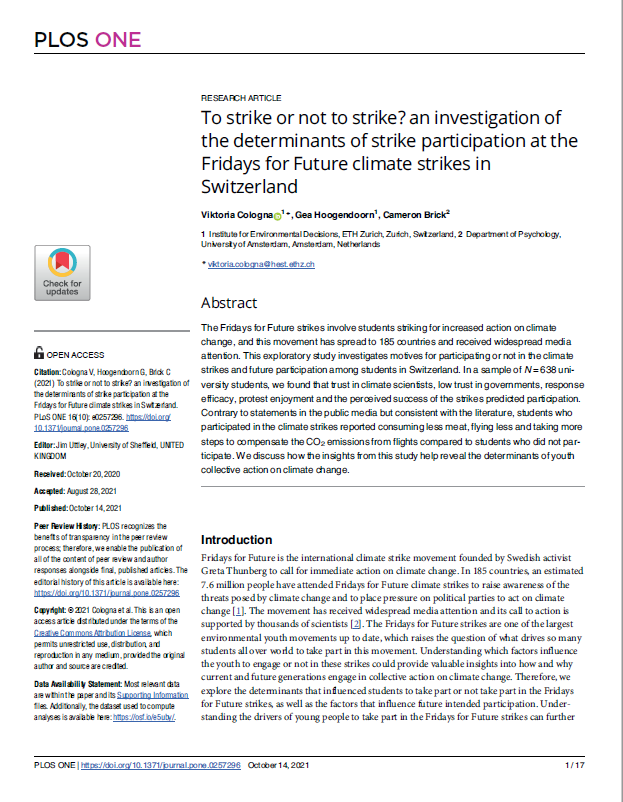 PLOS ONE
RESEARCH ARTICLE
To strike or not to strike? an investigation of
the determinants of strike participation at the
Fridays for Future climate strikes in
Switzerland
Viktoria Cologna 1*, Gea Hoogendoorn1, Cameron Brick2
1 Institute for Environmental Decisions, ETH Zurich, Zurich, Switzerland, 2 Department of Psychology,
University of Amsterdam, Amsterdam, Netherlands
* viktoria.cologna@hest.ethz.ch
Abstract
The Fridays for Future strikes involve students striking for increased action on climate
change, and this movement has spread to 185 countries and received widespread media
attention. This exploratory study investigates motives for participating or not in the climate
strikes and future participation among students in Switzerland. In a sample of N = 638 uni-
versity students, we found that trust in climate scientists, low trust in governments, response
efficacy, protest enjoyment and the perceived success of the strikes predicted participation.
Contrary to statements in the public media but consistent with the literature, students who
participated in the climate strikes reported consuming less meat, flying less and taking more
steps to compensate the CO2 emissions from flights compared to students who did not par-
ticipate. We discuss how the insights from this study help reveal the determinants of youth
collective action on climate change.
Check for
updates
OPEN ACCESS
Citation: Cologna V, Hoogendoorn G, Brick C
(2021) To strike or not to strike? an investigation of
the determinants of strike participation at the
Fridays for Future climate strikes in Switzerland.
PLoS ONE 16(10): e0257296. https://doi.org/
10.1371/journal.pone.0257296
Editor: Jim Uttley, University of Sheffield, UNITED
KINGDOM
Received: October 20, 2020
Accepted: August 28, 2021
Published: October 14, 2021
Peer Review History: PLOS recognizes the
benefits of transparency in the peer review
process; therefore, we enable the publication of
all of the content of peer review and author
responses alongside final, published articles. The
editorial history of this article is available here:
https://doi.org/10.1371/journal.pone.0257296
Copyright: © 2021 Cologna et al. This is an open
access article distributed under the terms of the
Creative Commons Attribution License, which
permits unrestricted use, distribution, and
reproduction in any medium, provided the original
author and source are credited.
Data Availability Statement: Most relevant data
are within the paper and its Supporting Information
files. Additionally, the dataset used to compute
analyses is available here: https://osf.io/e5uby/.
Introduction
Fridays for Future is the international climate strike movement founded by Swedish activist
Greta Thunberg to call for immediate action on climate change. In 185 countries, an estimated
7.6 million people have attended Fridays for Future climate strikes to raise awareness of the
threats posed by climate change and to place pressure on political parties to act on climate
change [1]. The movement has received widespread media attention and its call to action is
supported by thousands of scientists [2]. The Fridays for Future strikes are one of the largest
environmental youth movements up to date, which raises the question of what drives so many
students all over world to take part in this movement. Understanding which factors influence
the youth to engage or not in these strikes could provide valuable insights into how and why
current and future generations engage in collective action on climate change. Therefore, we
explore the determinants that influenced students to take part or not take part in the Fridays
for Future strikes, as well as the factors that influence future intended participation. Under-
standing the drivers of young people to take part in the Fridays for Future strikes can further
PLOS ONE | https://doi.org/10.1371/journal.pone.0257296 October 14, 2021
1 / 17